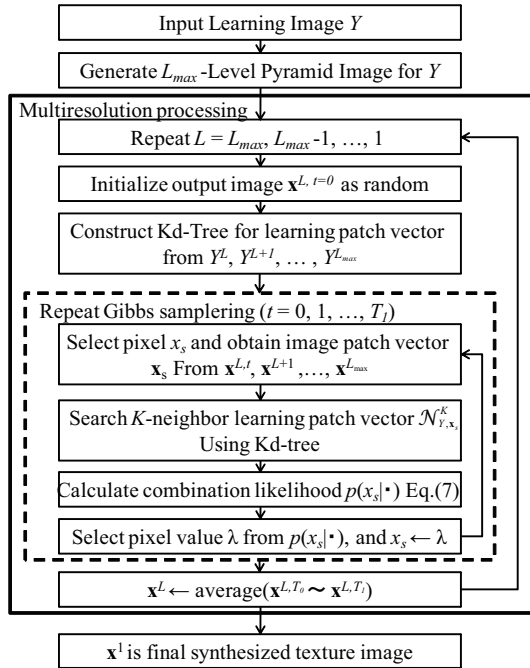 Input Learning Image Y
Generate L_max-Level Pyramid Image for Y
Multiresolution processing
Repeat L = L_max, L_max-1, …, 1
Initialize output image x^{L, t=0} as random
Construct Kd-Tree for learning patch vector
from Y^L, Y^{L+1}, … , Y^{L_max}
Repeat Gibbs samplering (t = 0, 1, …, T_1)
Select pixel x_s and obtain image patch vector
x_s From x^{L,t}, x^{L+1} ,…, x^{L_max}
Search K-neighbor learning patch vector 𝒩^K_{Y,x_s}
Using Kd-tree
Calculate combination likelihood p(x_s|▪) Eq.(7)
Select pixel value λ from p(x_s|▪), and x_s ← λ
x^L ← average(x^{L,T_0} ~ x^{L,T_1})
x^1 is final synthesized texture image